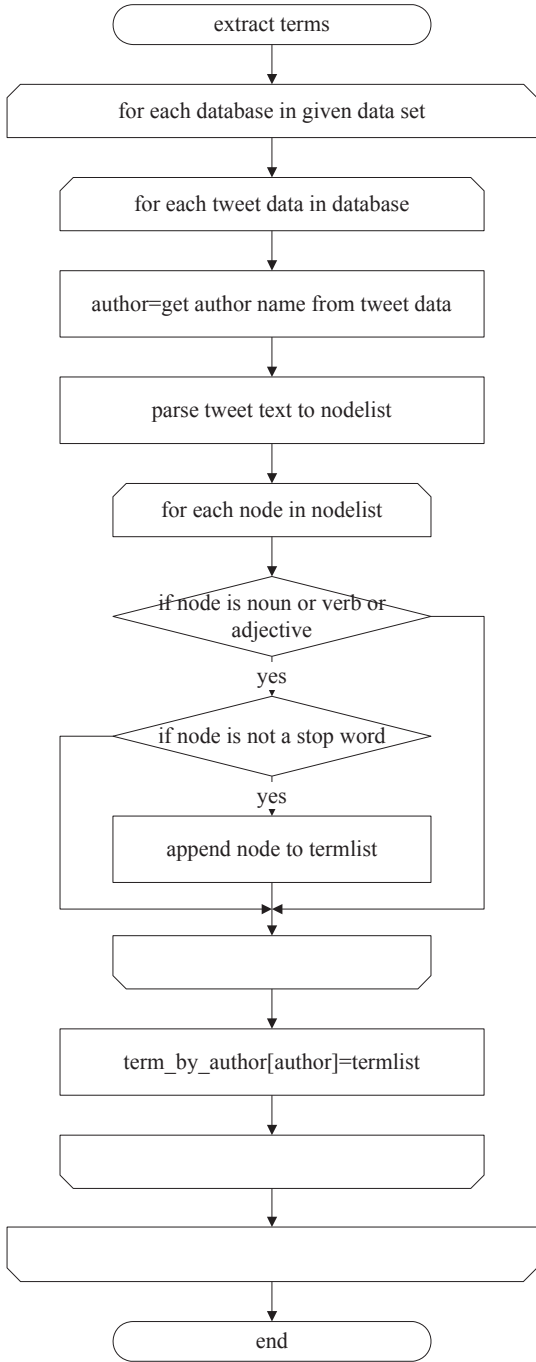 extract terms
for each database in given data set
for each tweet data in database
author=get author name from tweet data
parse tweet text to nodelist
for each node in nodelist
if node is noun or verb or
adjective
yes
if node is not a stop word
yes
append node to termlist
term_by_author[author]=termlist
end